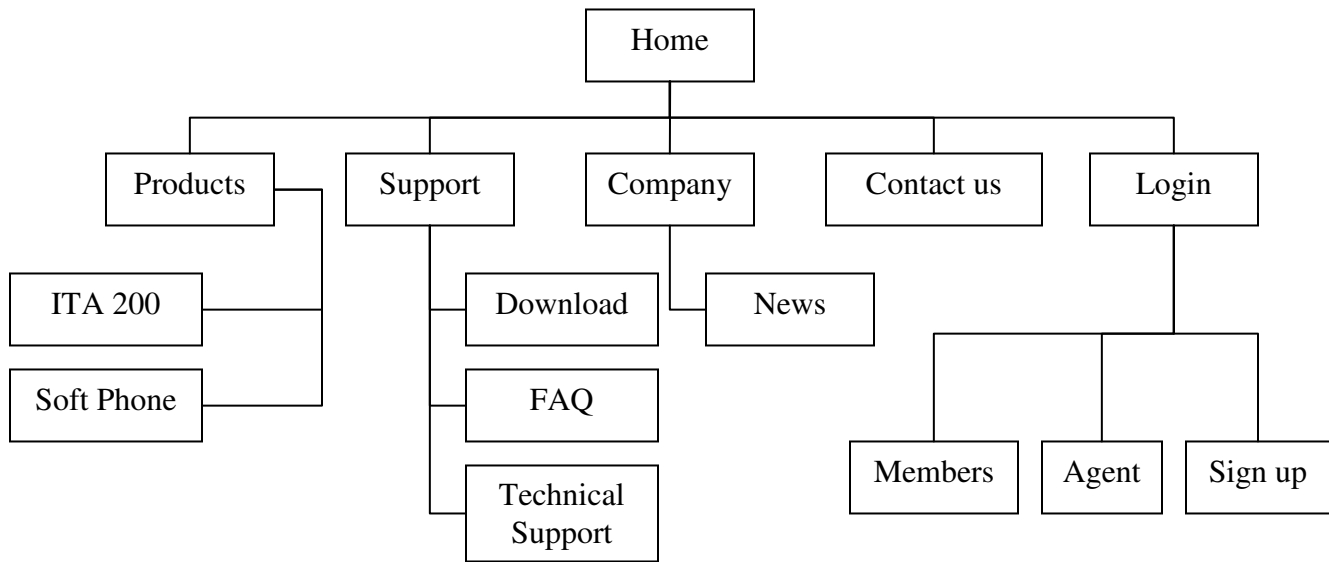 Home
Products
Support
Company
Contact us
Login
ITA 200
Download
News
Soft Phone
FAQ
Members
Agent
Sign up
Technical
Support